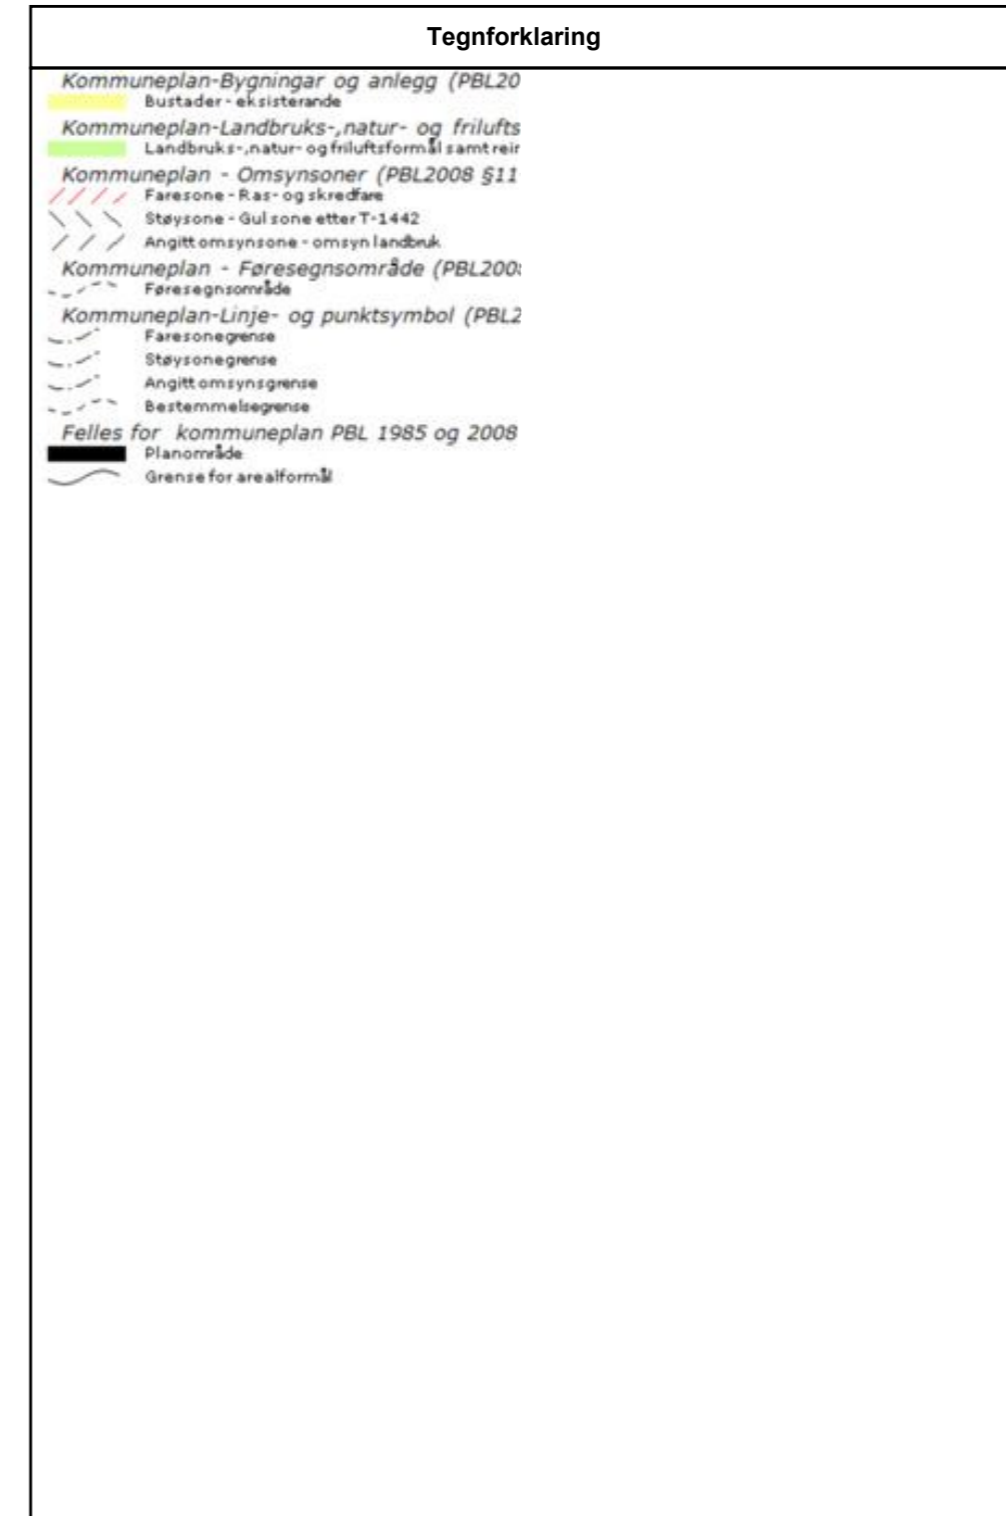 Tegnforklaring
Kommuneplan-Bygningar og anlegg (PBL20
Bustader - eksisterande
Kommuneplan-Landbruks-,natur- og frilufts
Landbruks-,natur- og friluftsformål samt rein
Kommuneplan - Omsynsoner (PBL2008 §11
Faresone - Ras- og skredfare
Støysone - Gul sone etter T-1442
Angitt omsynsone - omsyn landbruk
Kommuneplan - Føresegnsområde (PBL200
Føresegnsområde
Kommuneplan-Linje- og punktsymbol (PBL2
Faresonegrense
Støysonegrense
Angitt omsynsgrense
Bestemmelsegrense
Felles for kommuneplan PBL 1985 og 2008
Planområde
Grense for arealformål